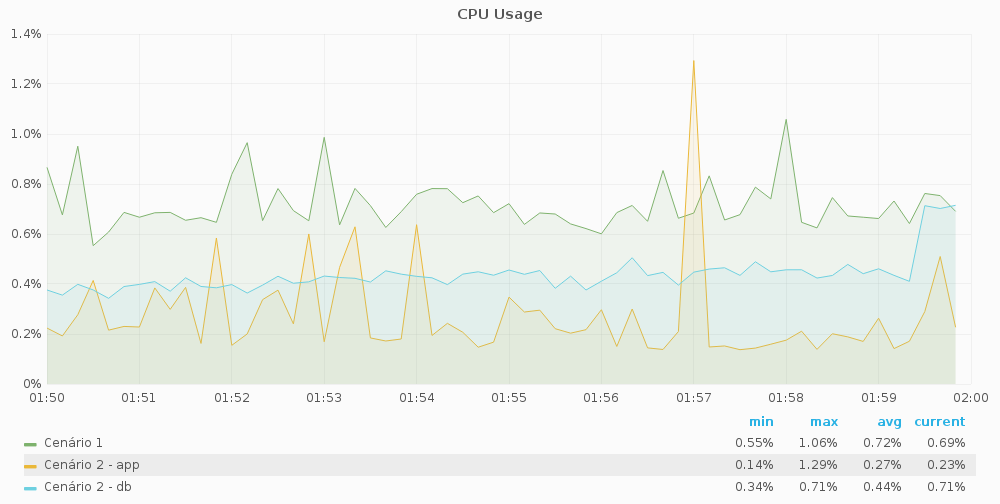 CPU Usage
1.4%
1.2%
1.0%
0.8%
0.6%
0.4%
0.2%
0%
01:50 01:51 01:52 01:53 01:54 01:55 01:56 01:57 01:58 01:59 02:00
min max avg current
Cenário 1 0.55% 1.06% 0.72% 0.69%
Cenário 2 - app 0.14% 1.29% 0.27% 0.23%
Cenário 2 - db 0.34% 0.71% 0.44% 0.71%